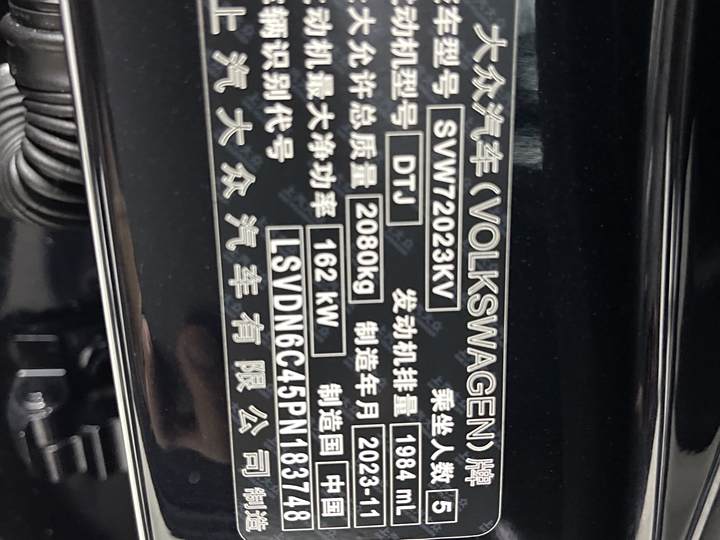 大众汽车(VOLKSWAGEN)牌
车型号 SVW72023KV 乘坐人数 5
发动机型号 DTJ 发动机排量 1984 mL
大允许总质量 2080kg 制造年月 2023-11
动机最大净功率 162 kW 制造国 中国
车辆识别代号 LSVDN6C45PN183748
上汽大众汽车有限公司 制造